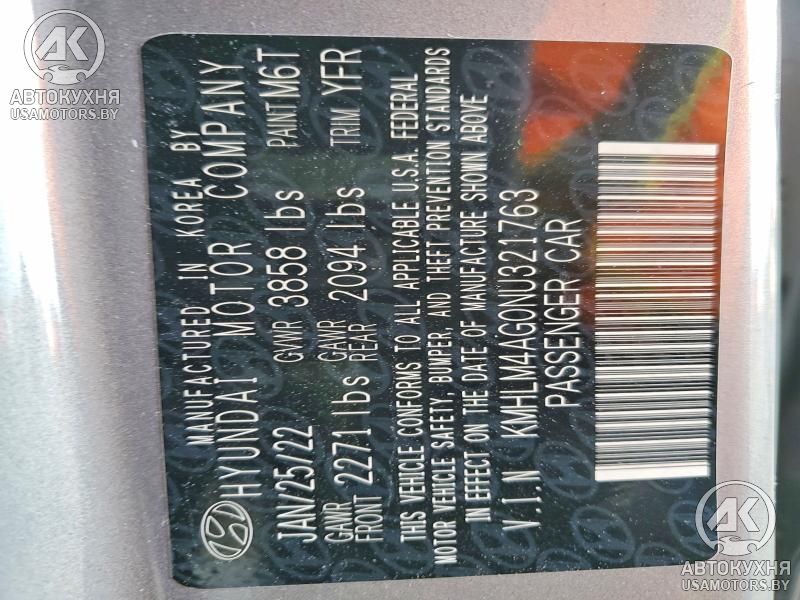 MANUFACTURED IN KOREA BY
HYUNDAI MOTOR COMPANY
JAN/25/22 GVWR 3858 lbs PAINT M6T
GAWR FRONT 2271 lbs GAWR REAR 2094 lbs TRIM YFR
THIS VEHICLE CONFORMS TO ALL APPLICABLE U.S.A. FEDERAL
MOTOR VEHICLE SAFETY, BUMPER, AND THEFT PREVENTION STANDARDS
IN EFFECT ON THE DATE OF MANUFACTURE SHOWN ABOVE
V.I.N KMHLM4AG0NU321763
PASSENGER CAR
АК
АВТОКУХНЯ
USAMOTORS.BY
АК
АВТОКУХНЯ
USAMOTORS.BY